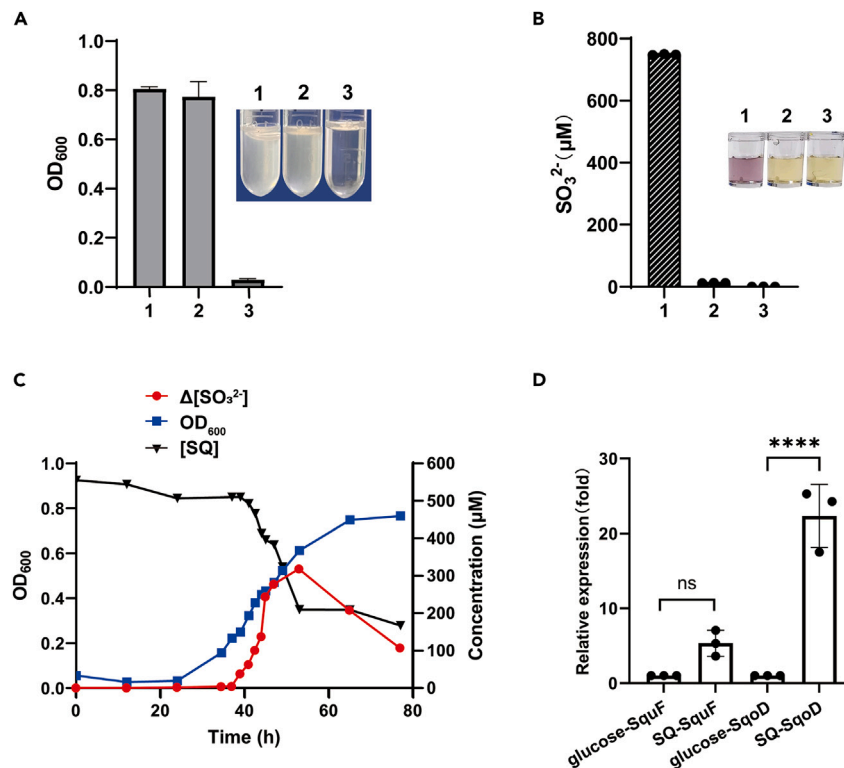 A
OD₆₀₀
1.0
0.8
0.6
0.4
0.2
0.0
1 2 3
1 2 3
B
SO₃²⁻(μM)
800
600
400
200
0
1 2 3
1 2 3
C
Δ[SO₃²⁻]
OD₆₀₀
[SQ]
OD₆₀₀
1.0
0.8
0.6
0.4
0.2
0.0
600
500
400
300
200
100
0
Concentration (μM)
0 20 40 60 80
Time (h)
D
Relative expression(fold)
30
20
10
0
ns
****
glucose-SquF
SQ-SquF
glucose-SqoD
SQ-SqoD